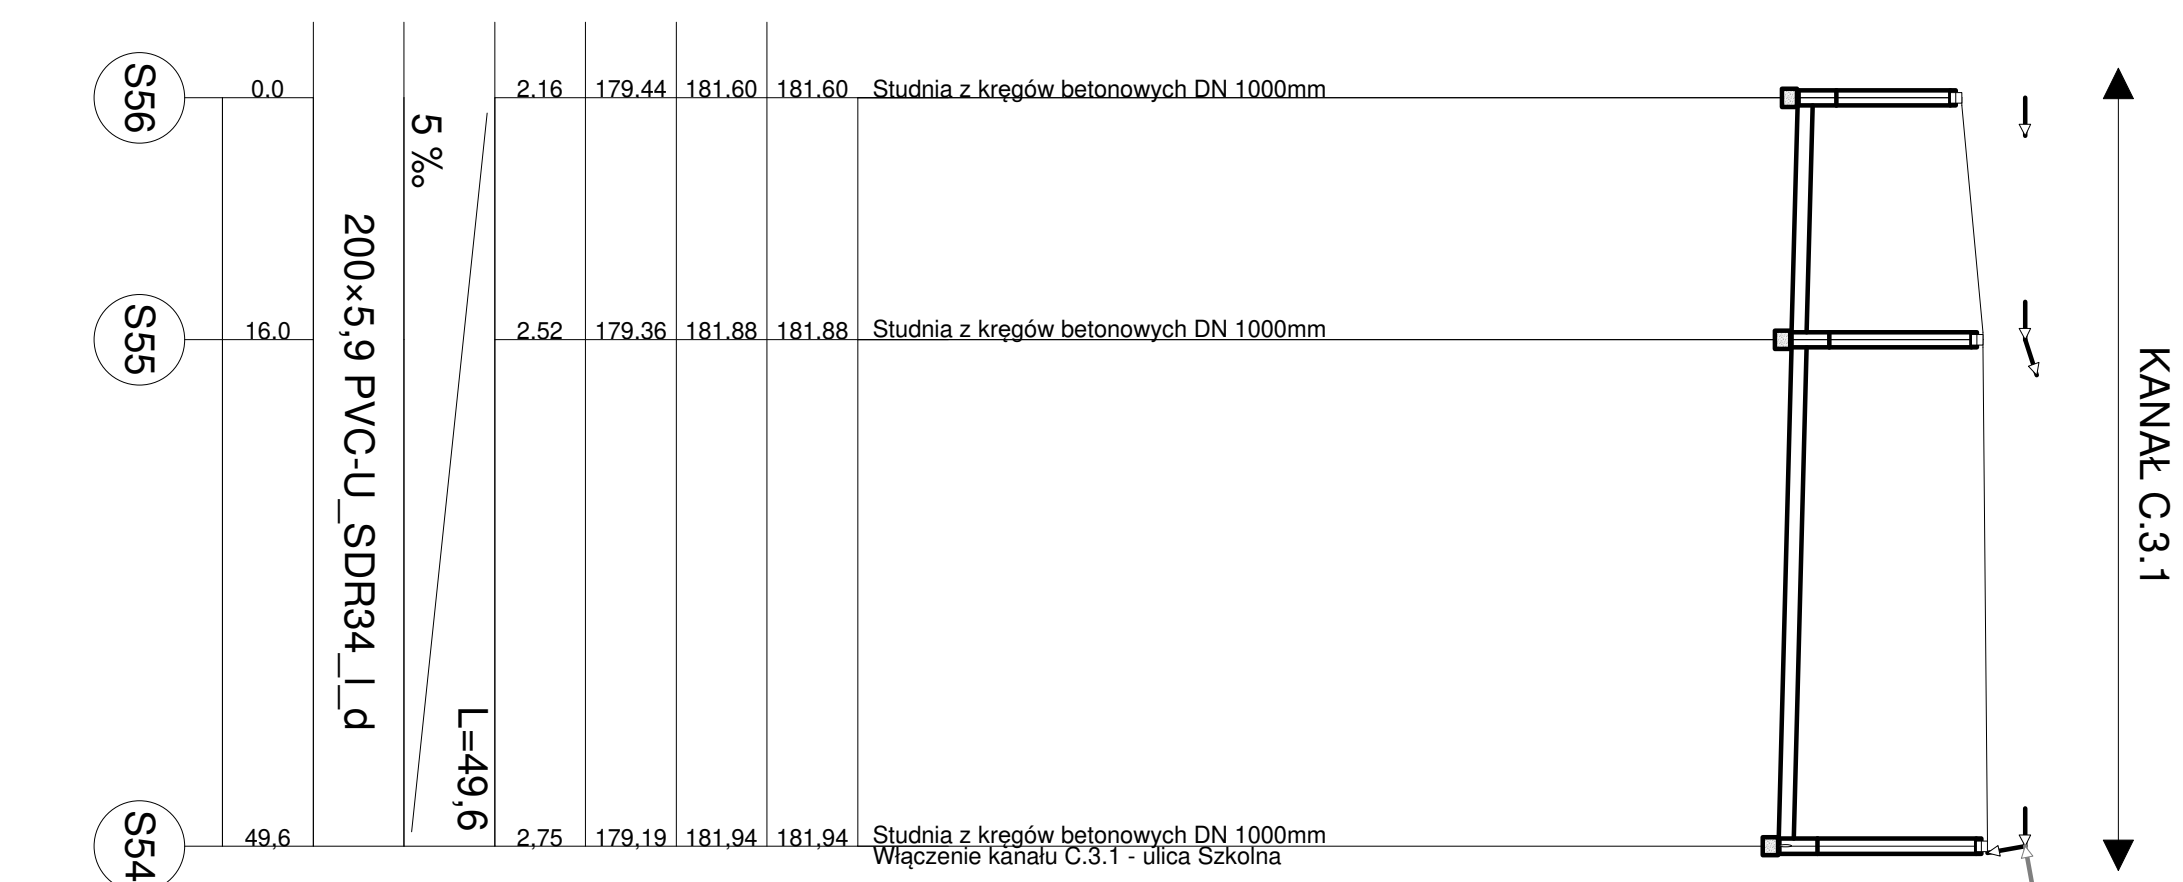 S56
0.0
2.16
179.44
181.60
181.60
Studnia z kręgów betonowych DN 1000mm
5 ‰
200×5,9 PVC-U_SDR34_l_d
S55
16.0
2.52
179.36
181.88
181.88
Studnia z kręgów betonowych DN 1000mm
KANAŁ C.3.1
L=49,6
S54
49,6
2,75
179,19
181,94
181,94
Studnia z kręgów betonowych DN 1000mm
Włączenie kanału C.3.1 - ulica Szkolna